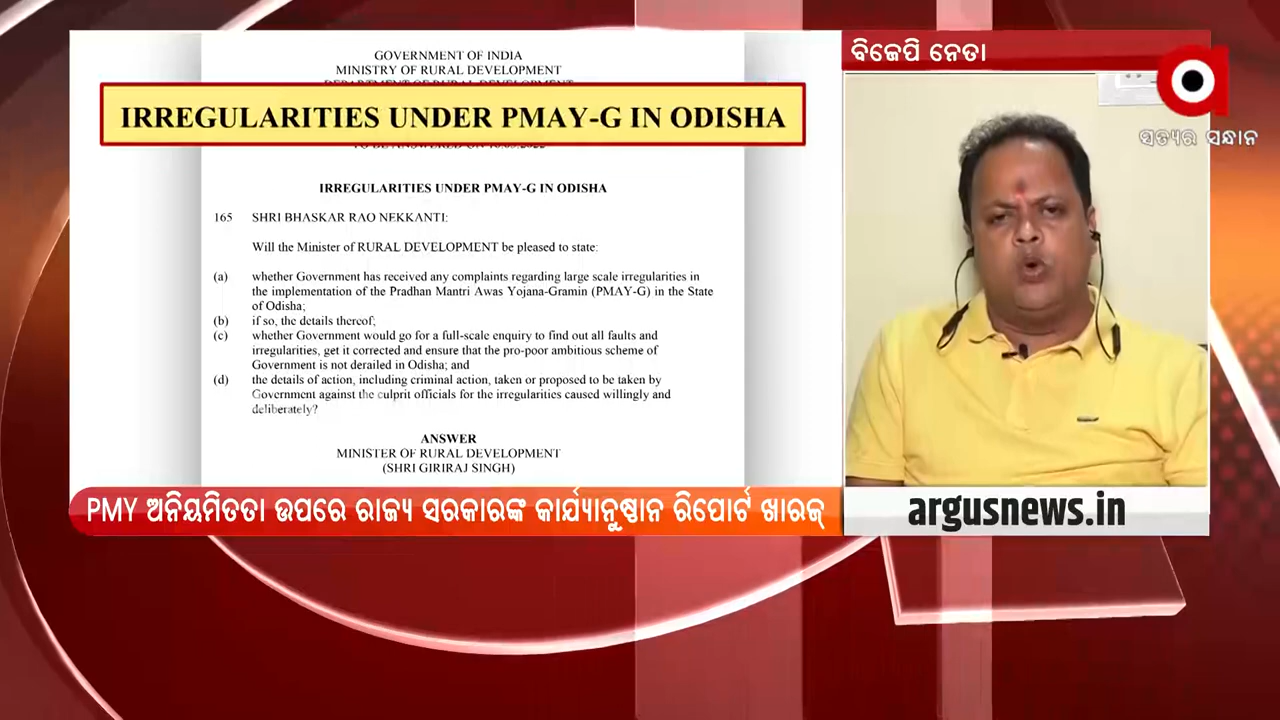 GOVERNMENT OF INDIA
MINISTRY OF RURAL DEVELOPMENT
IRREGULARITIES UNDER PMAY-G IN ODISHA
IRREGULARITIES UNDER PMAY-G IN ODISHA
165 SHRI BHASKAR RAO NEKKANTI:
Will the Minister of RURAL DEVELOPMENT be pleased to state:
(a) whether Government has received any complaints regarding large scale irregularities in
the implementation of the Pradhan Mantri Awas Yojana-Gramin (PMAY-G) in the State
of Odisha;
(b) if so, the details thereof;
(c) whether Government would go for a full-scale enquiry to find out all faults and
irregularities, get it corrected and ensure that the pro-poor ambitious scheme of
Government is not derailed in Odisha; and
(d) the details of action, including criminal action, taken or proposed to be taken by
Government against the culprit officials for the irregularities caused willingly and
deliberately?
ANSWER
MINISTER OF RURAL DEVELOPMENT
(SHRI GIRIRAJ SINGH)
PMY ଅନିୟମିତତା ଉପରେ ରାଜ୍ୟ ସରକାରଙ୍କ କାର୍ଯ୍ୟାନୁଷ୍ଠାନ ରିପୋର୍ଟ ଖାରଜ୍
ବିଜେପି ନେତା
ସତ୍ୟର ସନ୍ଧାନ
argusnews.in